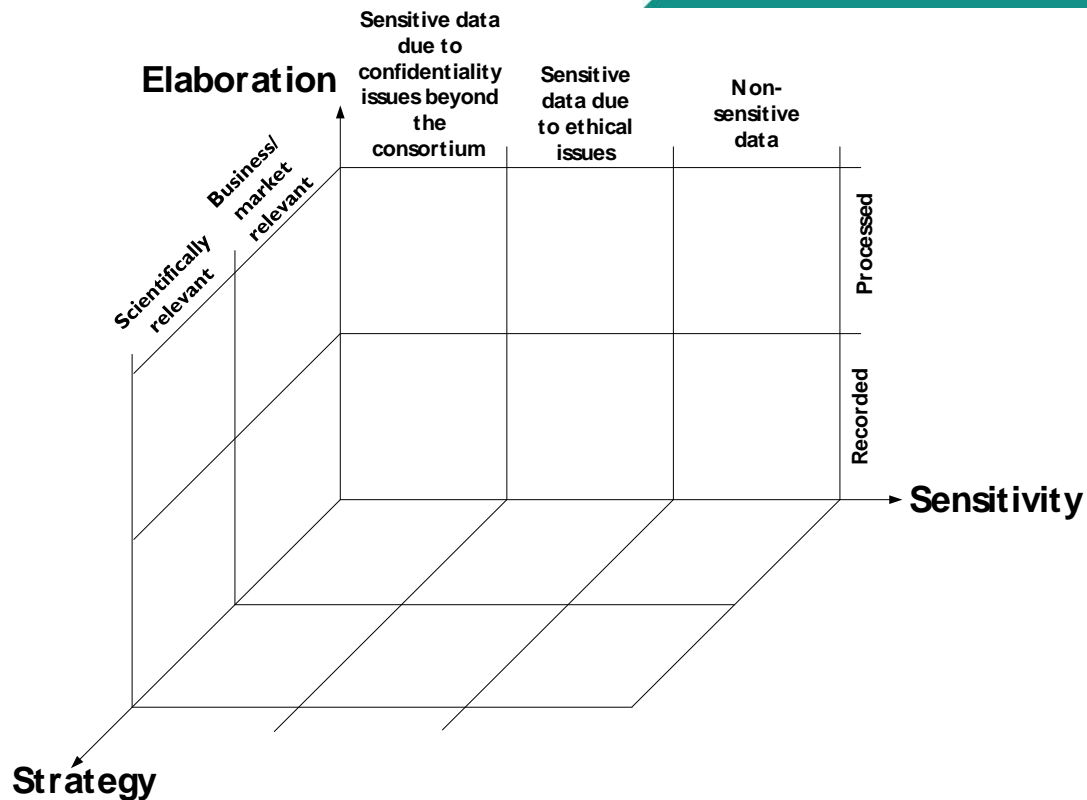 Elaboration
Sensitive data
due to
confidentiality
issues beyond
the
consortium
Sensitive
data due
to ethical
issues
Non-
sensitive
data
Business/
market
relevant
Scientifically
relevant
Processed
Recorded
Sensitivity
Strategy